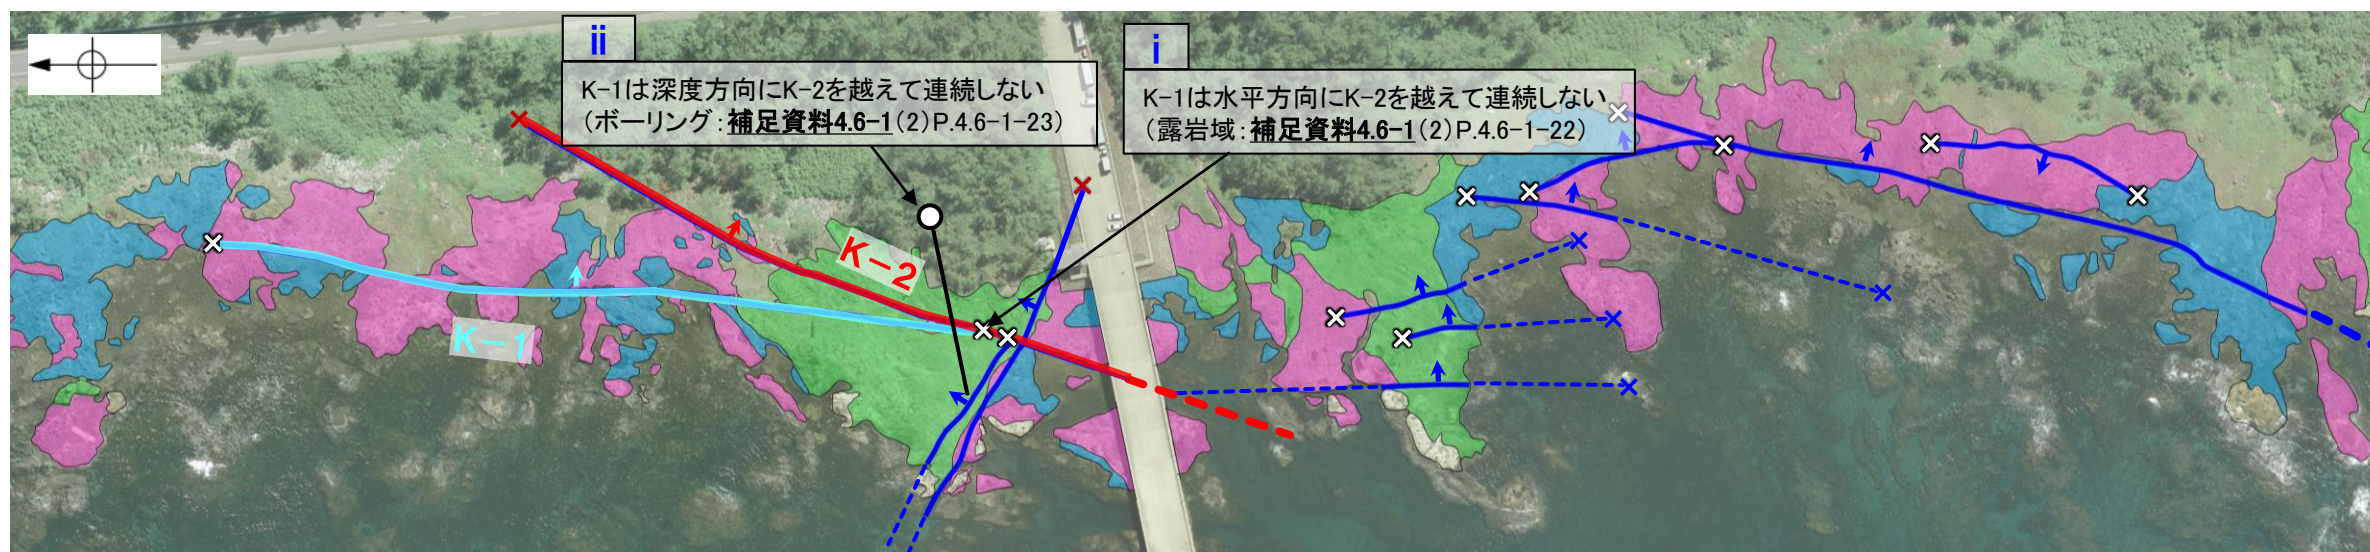 ii
K-1は深度方向にK-2を越えて連続しない
(ボーリング:補足資料4.6-1(2)P.4.6-1-23)
i
K-1は水平方向にK-2を越えて連続しない
(露岩域:補足資料4.6-1(2)P.4.6-1-22)
K-2
K-1